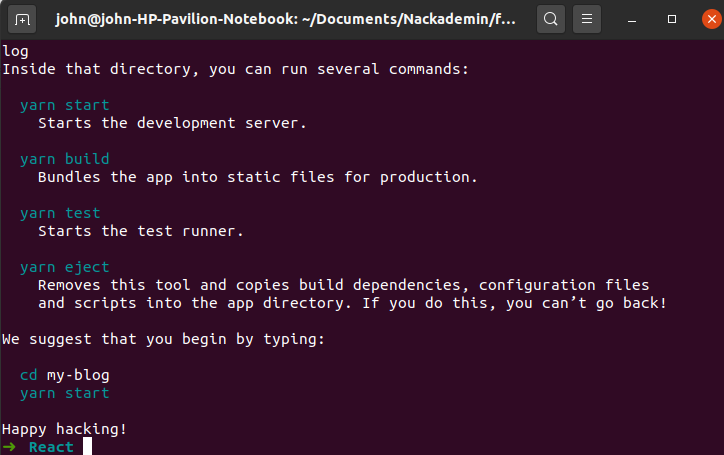 john@john-HP-Pavilion-Notebook: ~/Documents/Nackademin/f...
log
Inside that directory, you can run several commands:
yarn start
Starts the development server.
yarn build
Bundles the app into static files for production.
yarn test
Starts the test runner.
yarn eject
Removes this tool and copies build dependencies, configuration files
and scripts into the app directory. If you do this, you can’t go back!
We suggest that you begin by typing:
cd my-blog
yarn start
Happy hacking!
➜ React